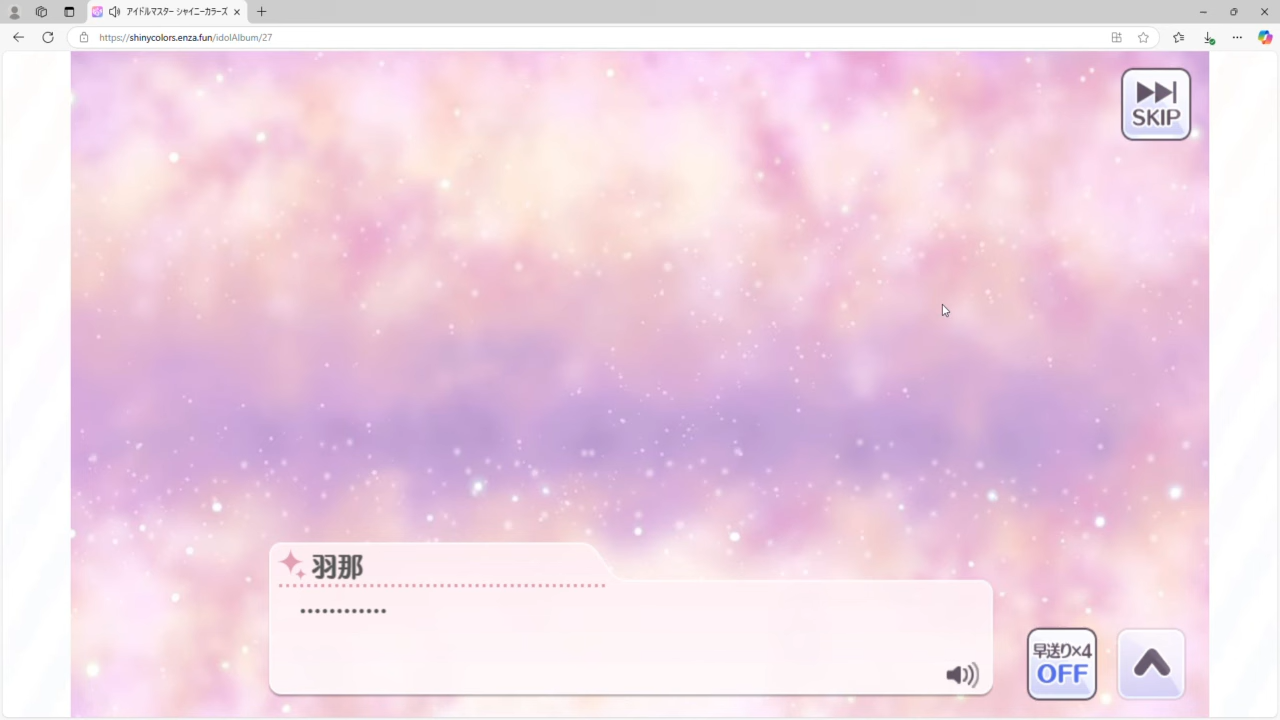 アイドルマスター シャイニーカラーズ
https://shinycolors.enza.fun/idolAlbum/27
SKIP
羽那
…………
早送り×4
OFF